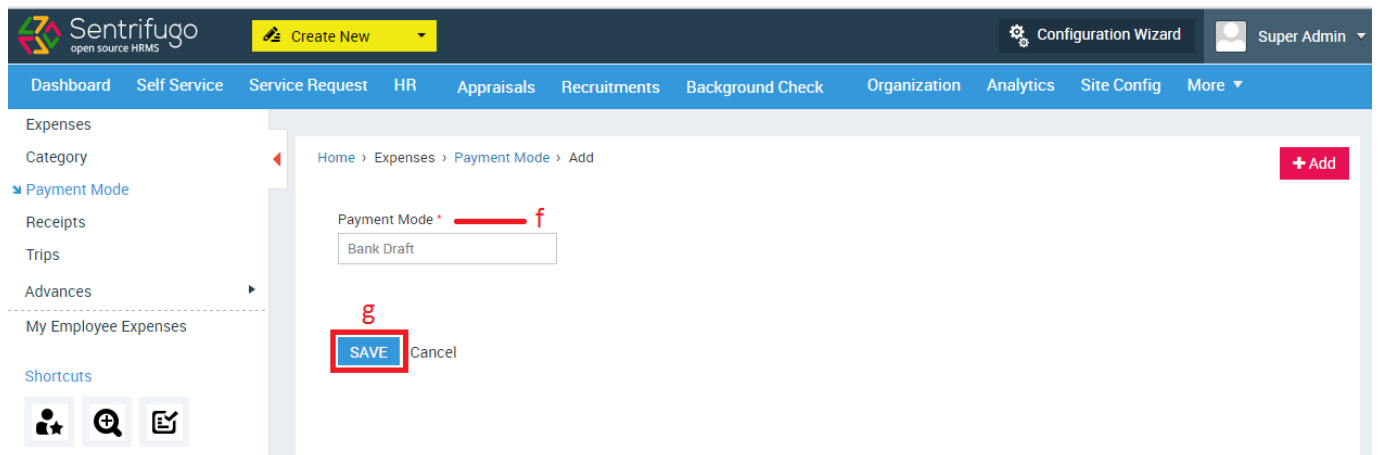 Sentrifugo
open source HRMS
Create New
Configuration Wizard
Super Admin
Dashboard Self Service Service Request HR Appraisals Recruitments Background Check Organization Analytics Site Config More
Expenses
Category
Payment Mode
Receipts
Trips
Advances
My Employee Expenses
Shortcuts
Home › Expenses › Payment Mode › Add
+ Add
Payment Mode * f
Bank Draft
g
SAVE Cancel